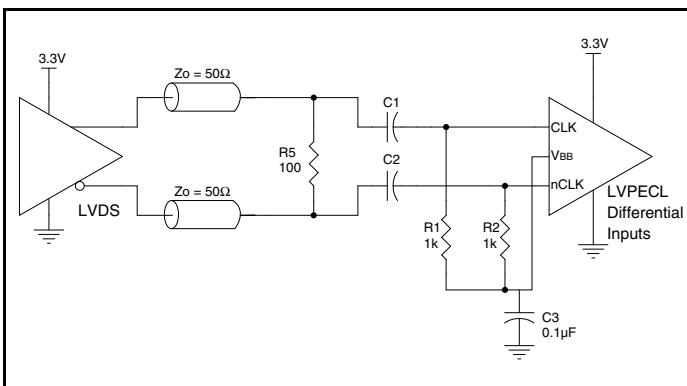 3.3V
3.3V
Zo = 50Ω
C1
CLK
R5
100
C2
VBB
nCLK
Zo = 50Ω
LVDS
LVPECL
Differential
Inputs
R1
1k
R2
1k
C3
0.1µF